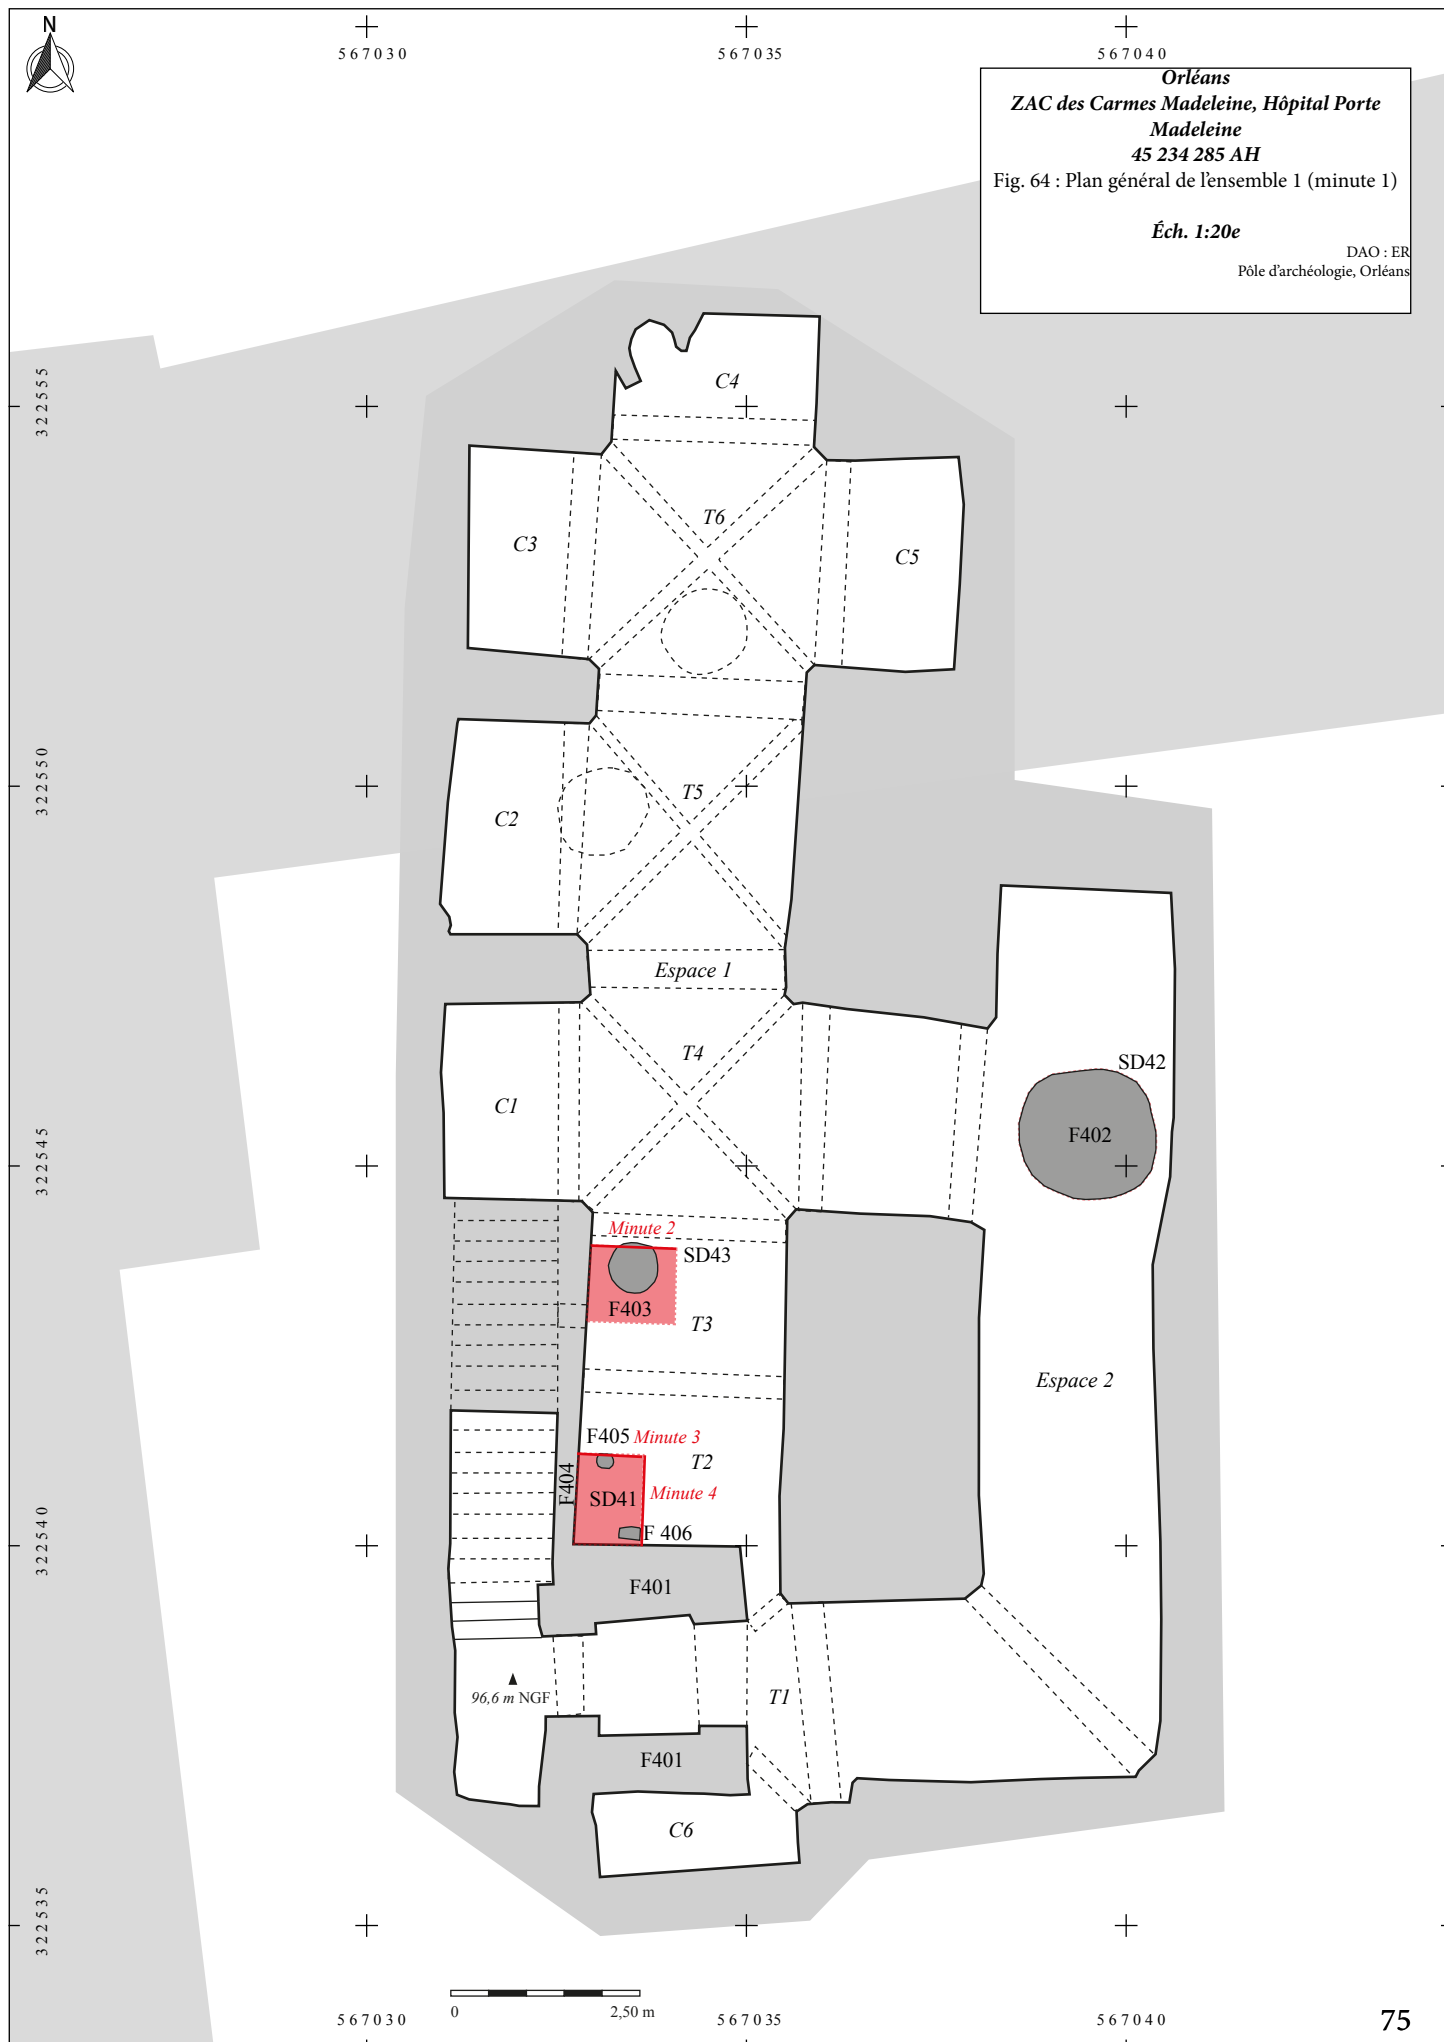 N
567030
567035
567040
Orléans
ZAC des Carmes Madeleine, Hôpital Porte
Madeleine
45 234 285 AH
Fig. 64 : Plan général de l'ensemble 1 (minute 1)
Éch. 1:20e
DAO : ER
Pôle d'archéologie, Orléans
322555
C4
T6
C3
C5
322550
T5
C2
Espace 1
T4
SD42
C1
F402
322545
Minute 2
SD43
F403
T3
Espace 2
F405 Minute 3
T2
F404
SD41
Minute 4
F 406
322540
F401
96,6 m NGF
T1
F401
C6
322535
0
2,50 m
567030
567035
567040
75